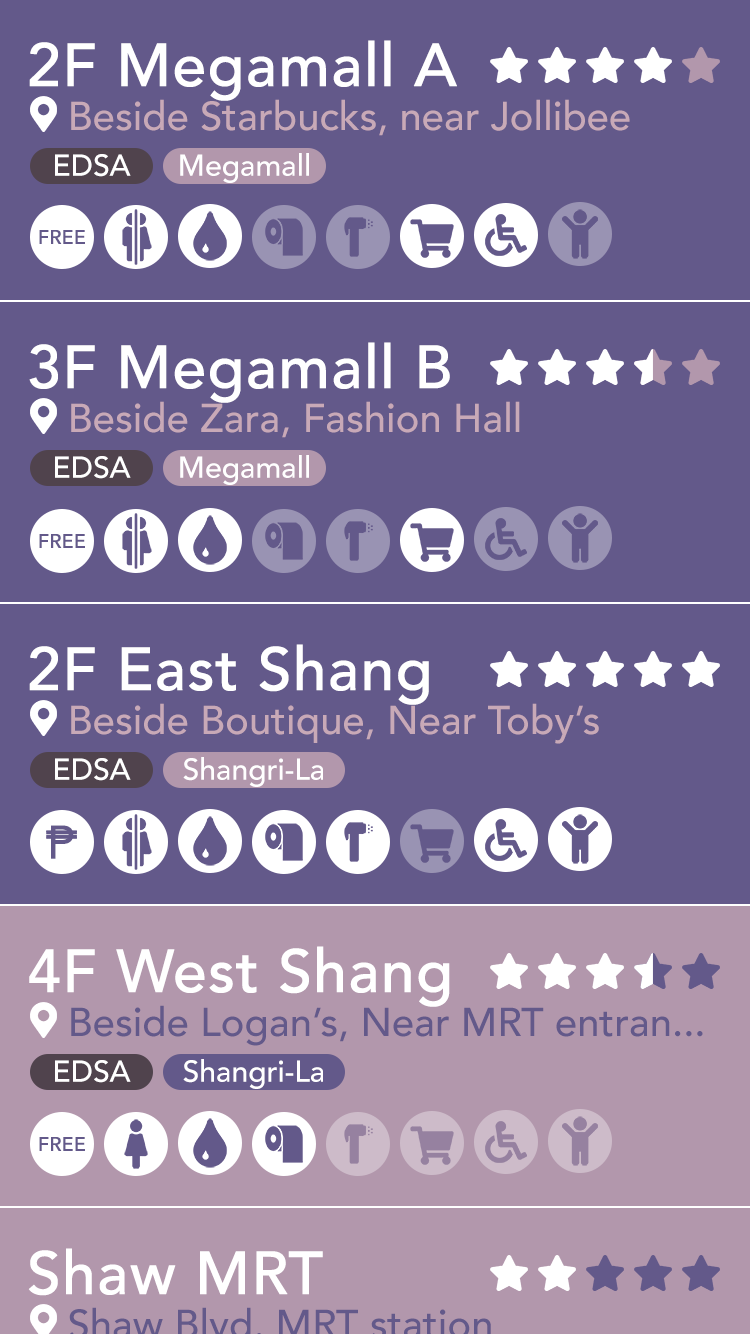 2F Megamall A
Beside Starbucks, near Jollibee
EDSA Megamall
FREE
3F Megamall B
Beside Zara, Fashion Hall
EDSA Megamall
FREE
2F East Shang
Beside Boutique, Near Toby’s
EDSA Shangri-La
₱
4F West Shang
Beside Logan’s, Near MRT entran...
EDSA Shangri-La
FREE
Shaw MRT
Shaw Blvd. MRT station